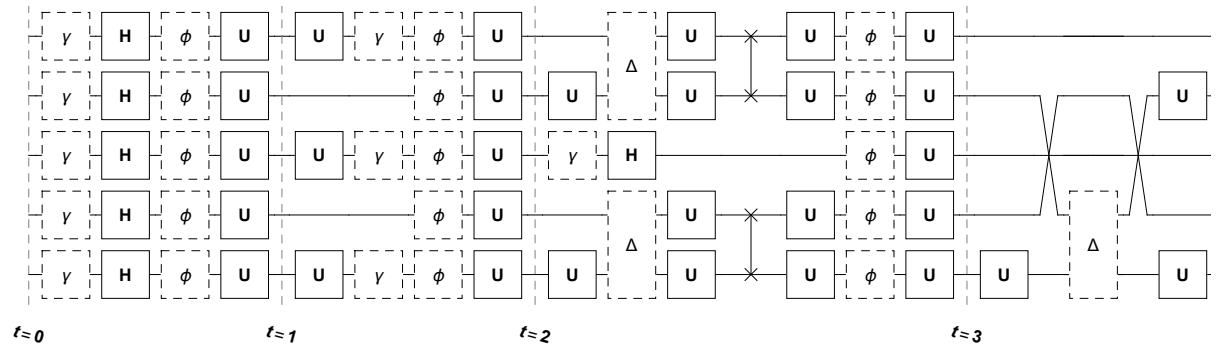 γ H ϕ U U γ ϕ U U U ϕ U
Δ
γ H ϕ U ϕ U U U U ϕ U U
γ H ϕ U U γ ϕ U γ H ϕ U
γ H ϕ U ϕ U U U ϕ U
Δ Δ
γ H ϕ U U γ ϕ U U U U ϕ U U U
t=0 t=1 t=2 t=3